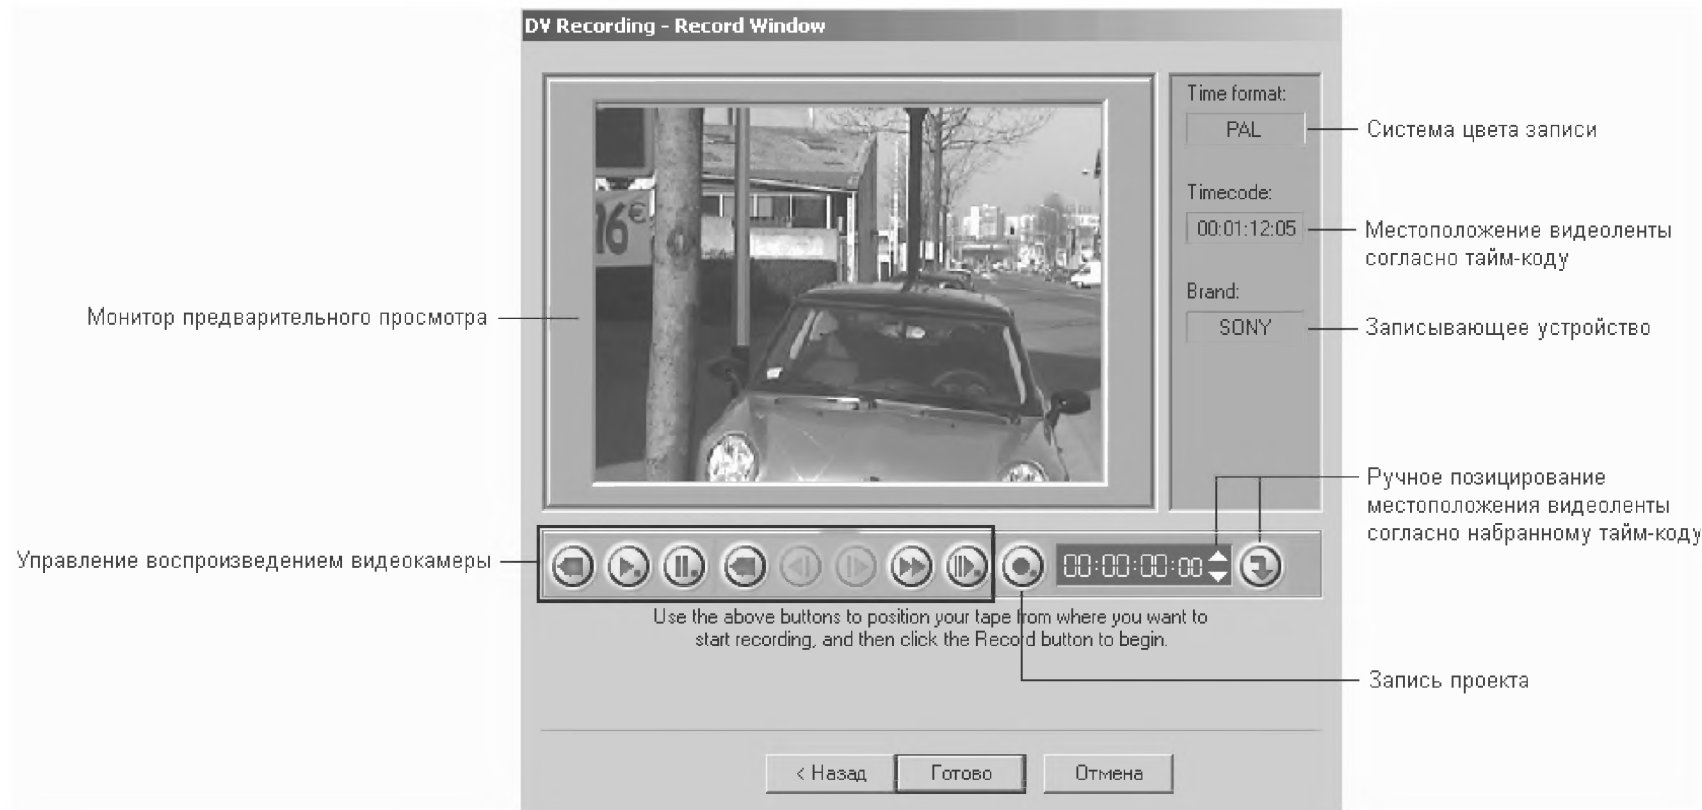 DV Recording - Record Window
Time format:
PAL
Система цвета записи
Timecode:
00:01:12:05
Местоположение видеоленты
согласно тайм-коду
Brand:
SONY
Записывающее устройство
16€
Монитор предварительного просмотра
Ручное позицирование
местоположения видеоленты
согласно набранному тайм-коду
Управление воспроизведением видеокамеры
00:00:00:00
Use the above buttons to position your tape from where you want to
start recording, and then click the Record button to begin.
Запись проекта
< Назад
Готово
Отмена